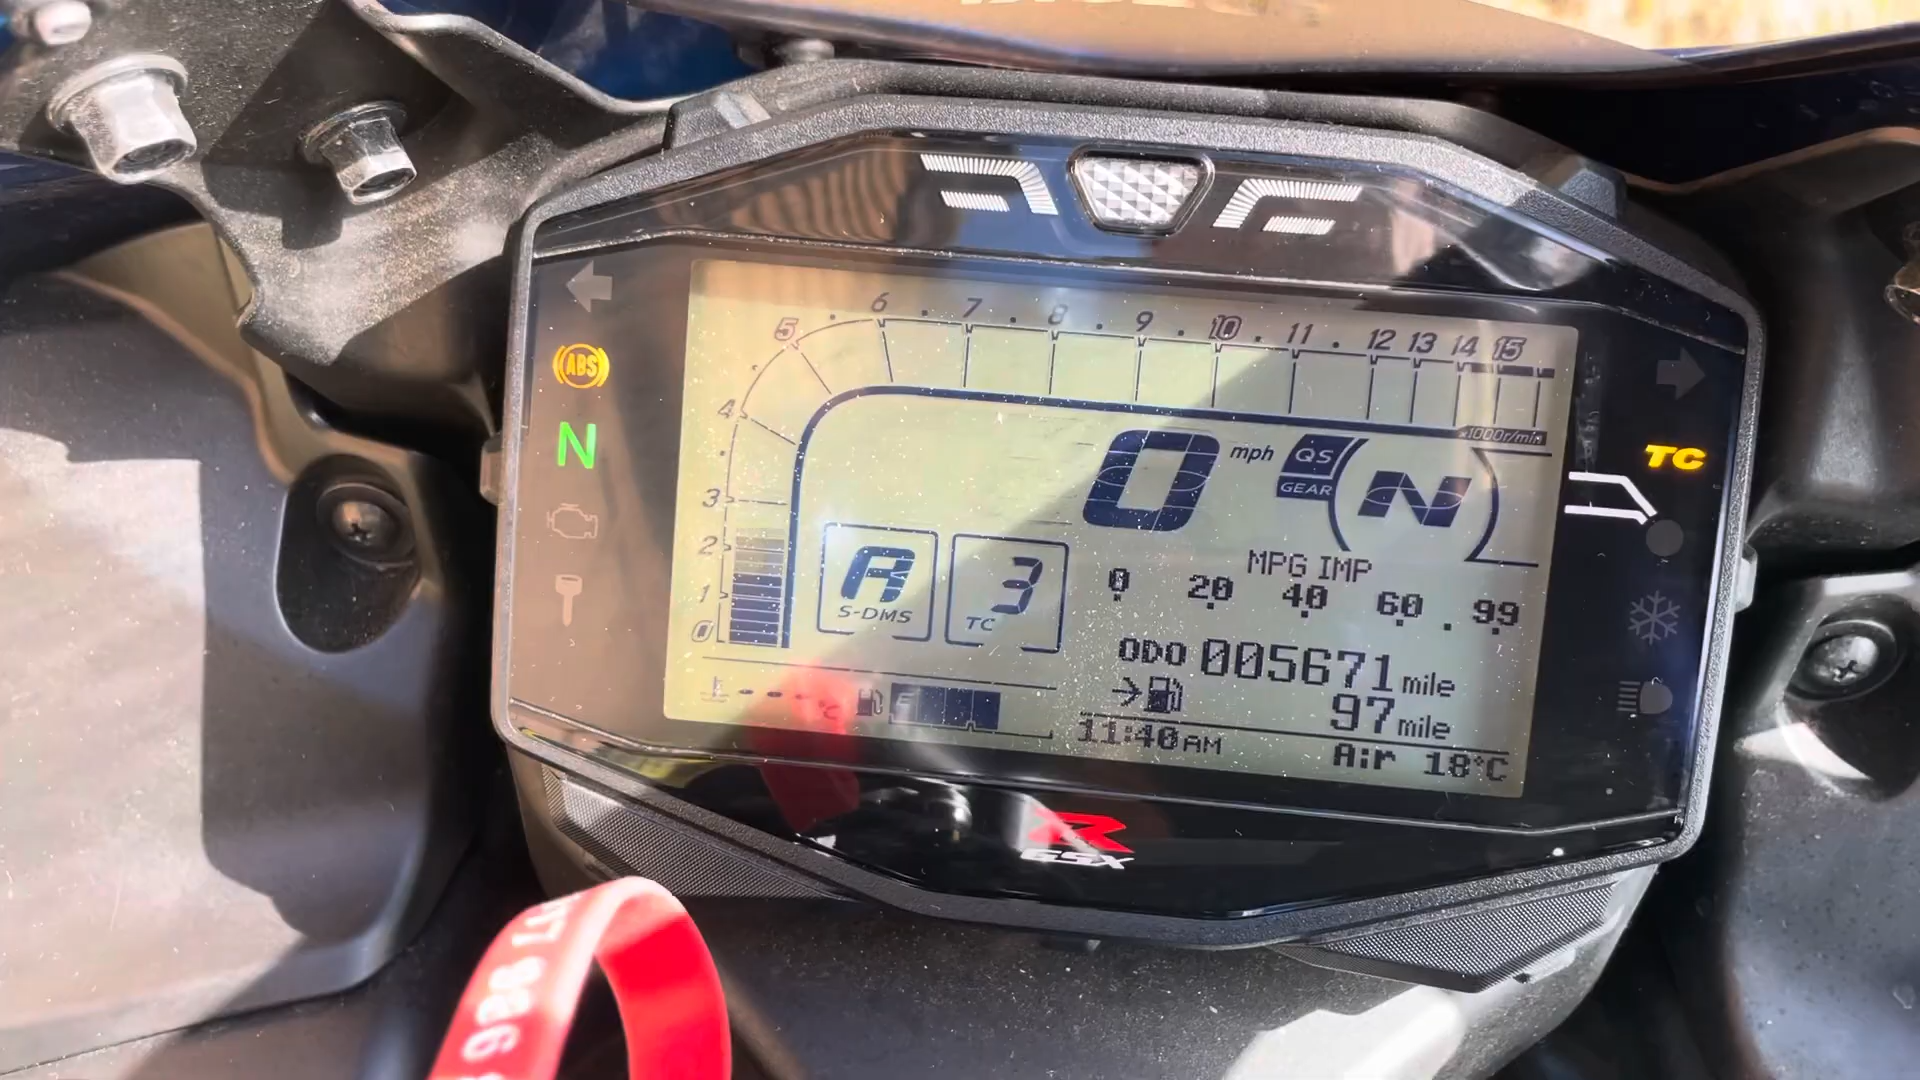 5 6 7 8 9 10 11 12 13 14 15
4
3
2
1
0
x1000r/min
ABS
N
0 mph
QS
GEAR
N
TC
A
S-DMS
3
TC
MPG IMP
0 20 40 60 99
ODO 005671 mile
97 mile
---°C
11:40AM
Air 18°C
R
GSX